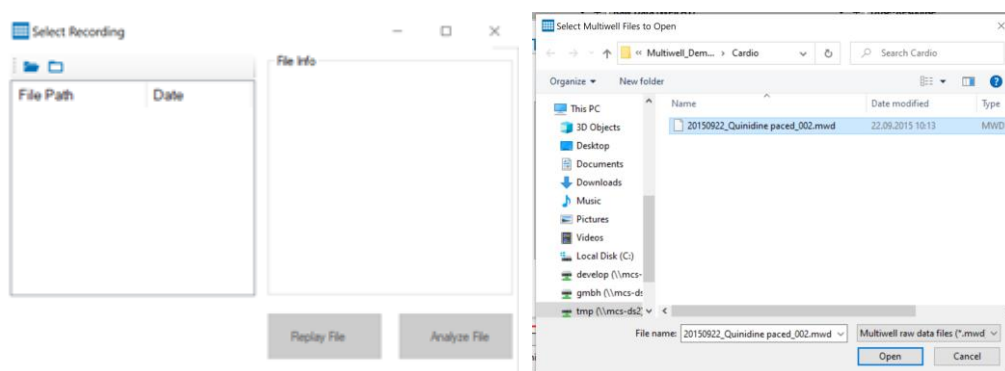 Select Recording
File Info
File Path Date
Replay File Analyze File
Select Multiwell Files to Open
« Multiwell_Dem... › Cardio
Search Cardio
Organize New folder
Name Date modified Type
This PC
20150922_Quinidine paced_002.mwd 22.09.2015 10:13 MWD
3D Objects
Desktop
Documents
Downloads
Music
Pictures
Videos
Local Disk (C:)
develop (\\mcs-
gmbh (\\mcs-ds
tmp (\\mcs-ds2)
File name: 20150922_Quinidine paced_002.mwd Multiwell raw data files (*.mwd
Open Cancel